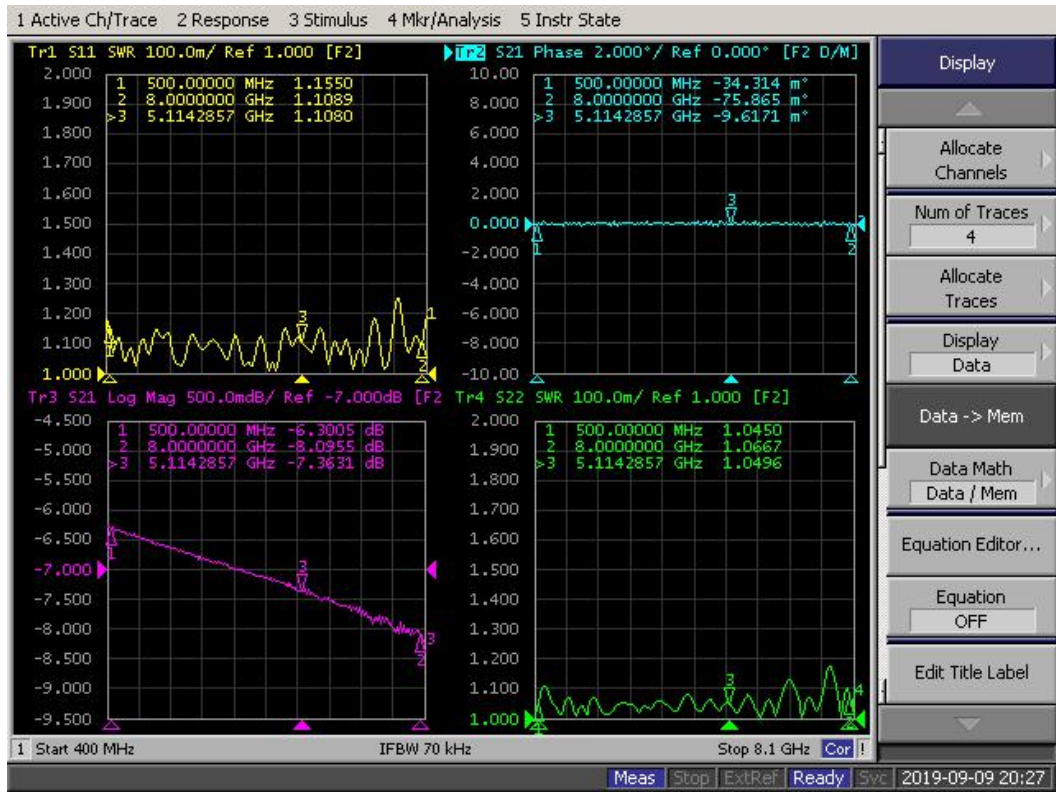 1 Active Ch/Trace 2 Response 3 Stimulus 4 Mkr/Analysis 5 Instr State
Tr1 S11 SWR 100.0m/ Ref 1.000 [F2]
2.000
1.900
1.800
1.700
1.600
1.500
1.400
1.300
1.200
1.100
1.000
1 500.00000 MHz 1.1550
2 8.0000000 GHz 1.1089
>3 5.1142857 GHz 1.1080
3
1
1
2
Tr2 S21 Phase 2.000°/ Ref 0.000° [F2 D/M]
10.00
8.000
6.000
4.000
2.000
0.000
-2.000
-4.000
-6.000
-8.000
-10.00
1 500.00000 MHz -34.314 m°
2 8.0000000 GHz -75.865 m°
>3 5.1142857 GHz -9.6171 m°
3
1
2
Tr3 S21 Log Mag 500.0mdB/ Ref -7.000dB [F2
-4.500
-5.000
-5.500
-6.000
-6.500
-7.000
-7.500
-8.000
-8.500
-9.000
-9.500
1 500.00000 MHz -6.3005 dB
2 8.0000000 GHz -8.0955 dB
>3 5.1142857 GHz -7.3631 dB
1
3
3
2
Tr4 S22 SWR 100.0m/ Ref 1.000 [F2]
2.000
1.900
1.800
1.700
1.600
1.500
1.400
1.300
1.200
1.100
1.000
1 500.00000 MHz 1.0450
2 8.0000000 GHz 1.0667
>3 5.1142857 GHz 1.0496
3
4
1 Start 400 MHz
IFBW 70 kHz
Stop 8.1 GHz Cor !
Display
Allocate
Channels
Num of Traces
4
Allocate
Traces
Display
Data
Data -> Mem
Data Math
Data / Mem
Equation Editor...
Equation
OFF
Edit Title Label
Meas Stop ExtRef Ready Svc 2019-09-09 20:27